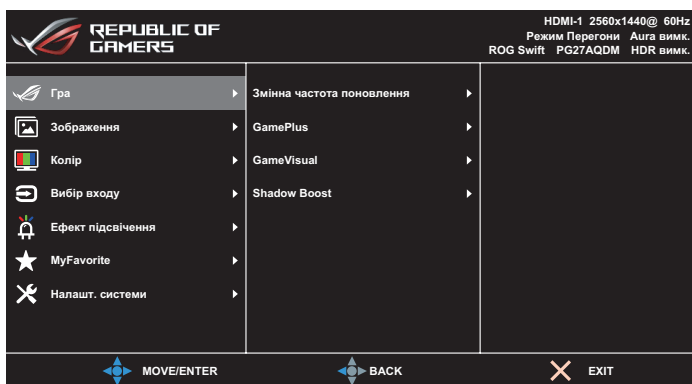 REPUBLIC OF
GAMERS
HDMI-1 2560x1440@ 60Hz
Режим Перегони Aura вимк.
ROG Swift PG27AQDM HDR вимк.
Гра
Змінна частота поновлення
Зображення
GamePlus
Колір
GameVisual
Вибір входу
Shadow Boost
Ефект підсвічення
MyFavorite
Налашт. системи
MOVE/ENTER
BACK
EXIT